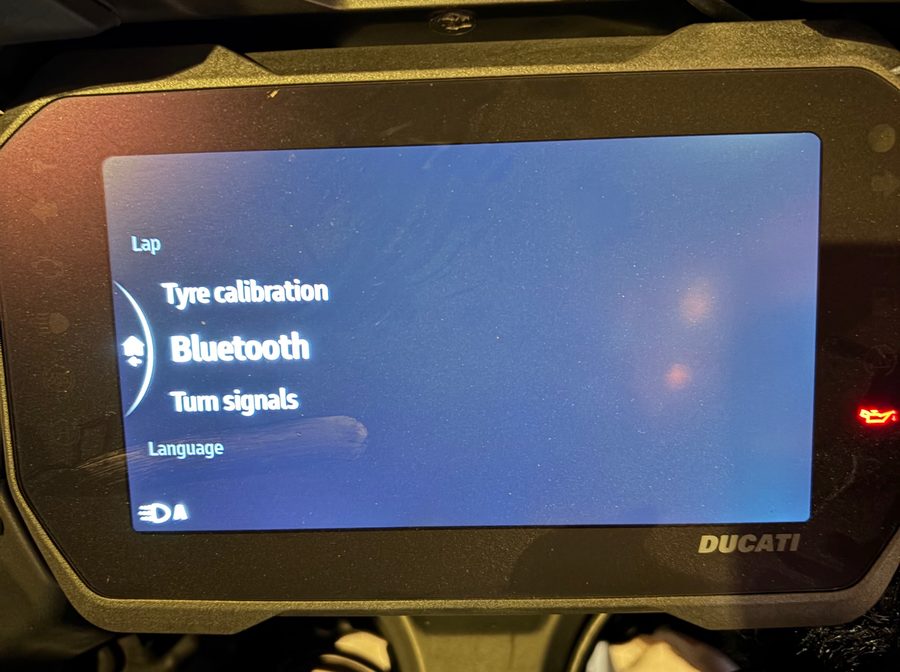 Lap
Tyre calibration
Bluetooth
Turn signals
Language
A
DUCATI